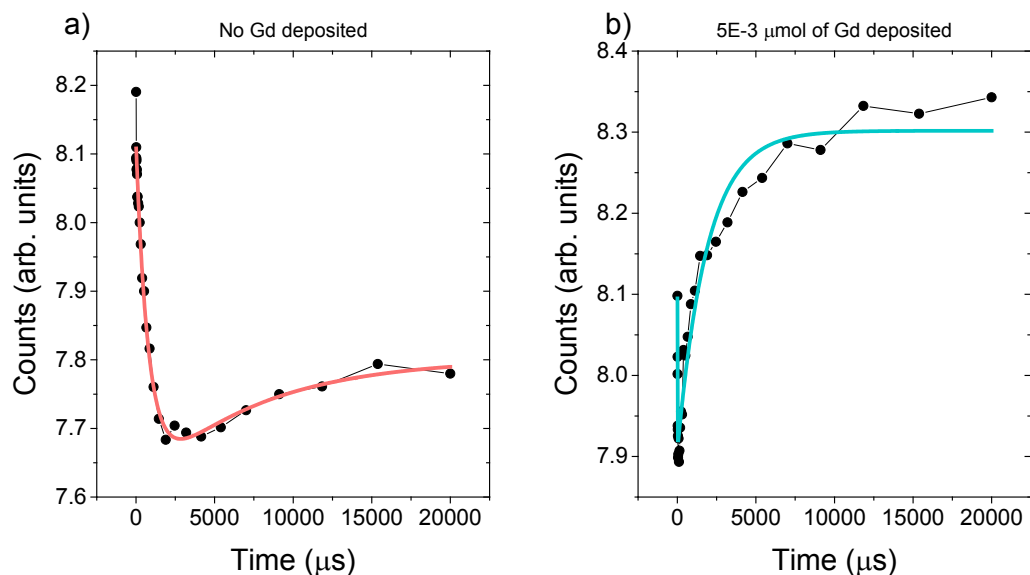 a)
No Gd deposited
8.2
8.1
8.0
7.9
7.8
7.7
7.6
Counts (arb. units)
0
5000
10000
15000
20000
Time (μs)
b)
5E-3 μmol of Gd deposited
8.4
8.3
8.2
8.1
8.0
7.9
Counts (arb. units)
0
5000
10000
15000
20000
Time (μs)